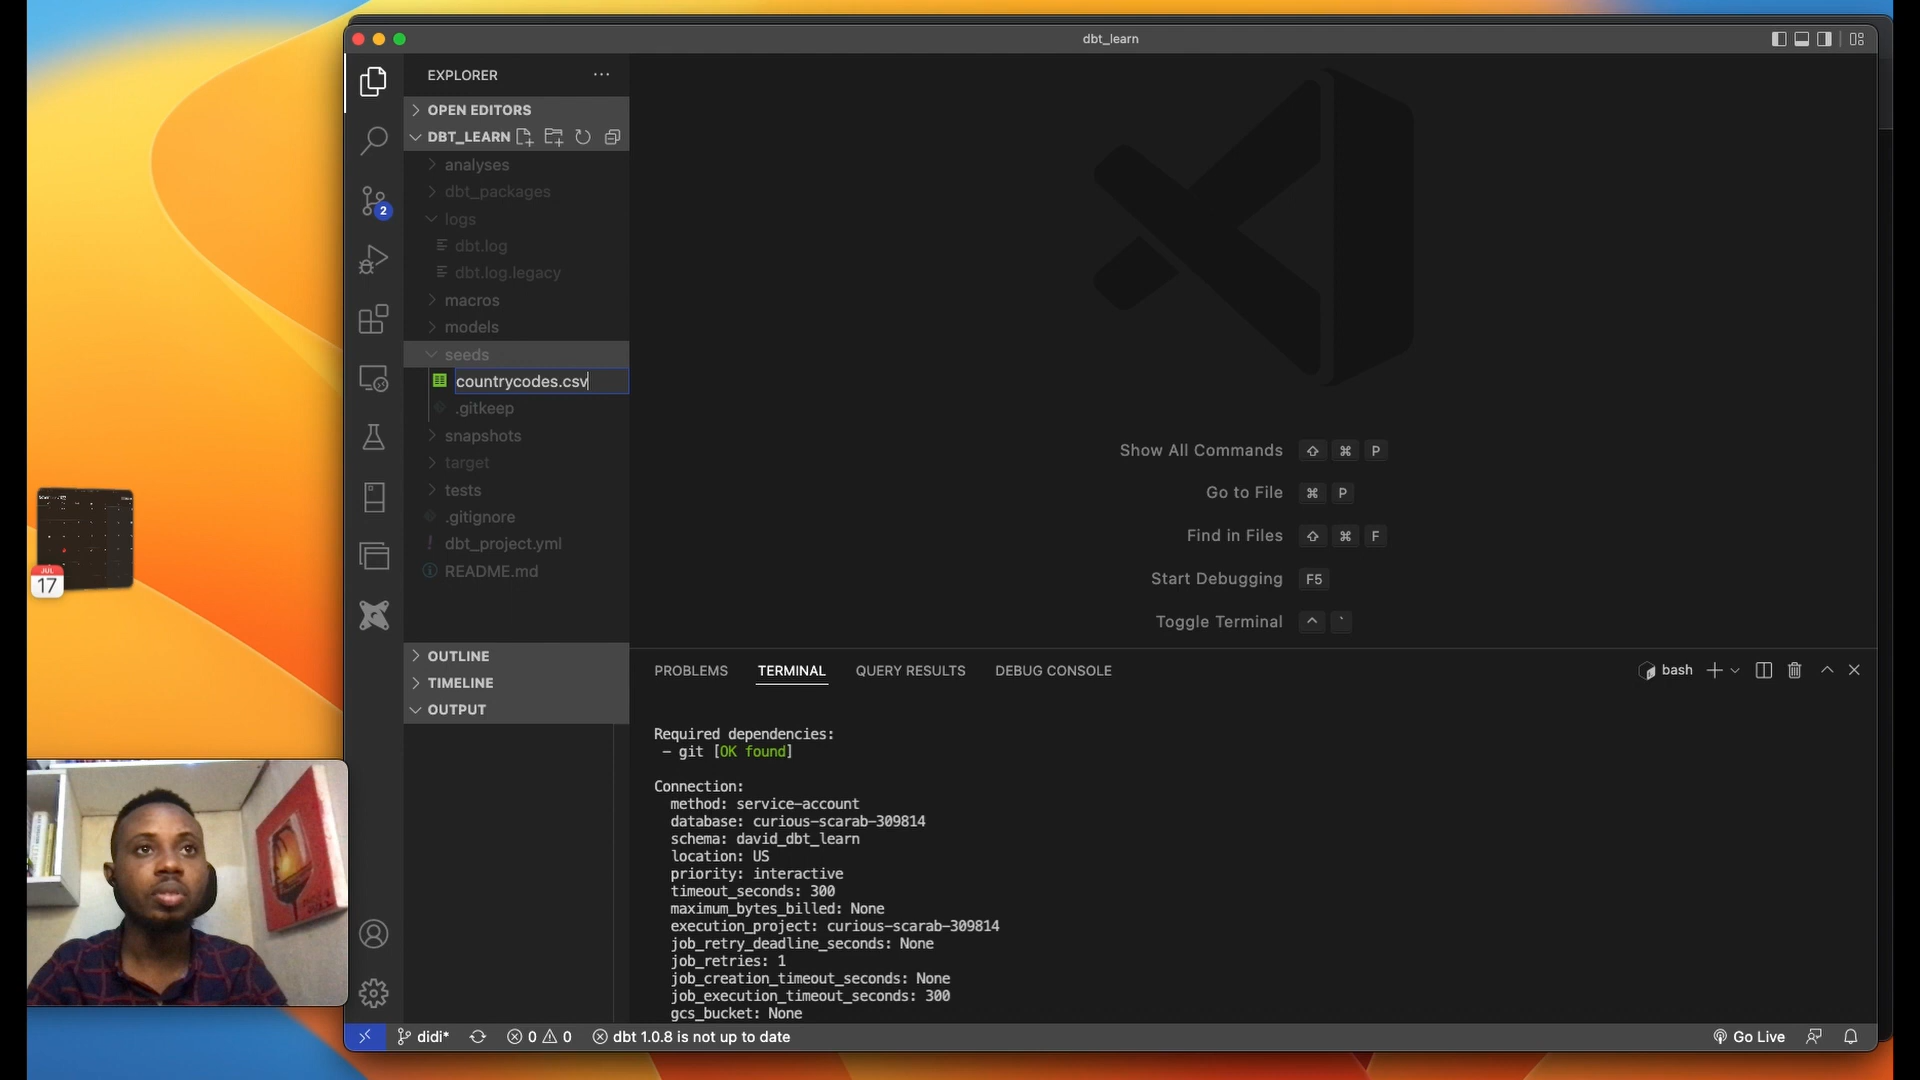 dbt_learn
EXPLORER
OPEN EDITORS
DBT_LEARN
analyses
dbt_packages
logs
dbt.log
dbt.log.legacy
macros
models
seeds
countrycodes.csv
.gitkeep
snapshots
target
tests
.gitignore
dbt_project.yml
README.md
OUTLINE
TIMELINE
OUTPUT
2
Show All Commands ⇧ ⌘ P
Go to File ⌘ P
Find in Files ⇧ ⌘ F
Start Debugging F5
Toggle Terminal ^ `
PROBLEMS TERMINAL QUERY RESULTS DEBUG CONSOLE
bash
Required dependencies:
- git [OK found]
Connection:
method: service-account
database: curious-scarab-309814
schema: david_dbt_learn
location: US
priority: interactive
timeout_seconds: 300
maximum_bytes_billed: None
execution_project: curious-scarab-309814
job_retry_deadline_seconds: None
job_retries: 1
job_creation_timeout_seconds: None
job_execution_timeout_seconds: 300
gcs_bucket: None
didi* 0 0 dbt 1.0.8 is not up to date Go Live
JUL
17